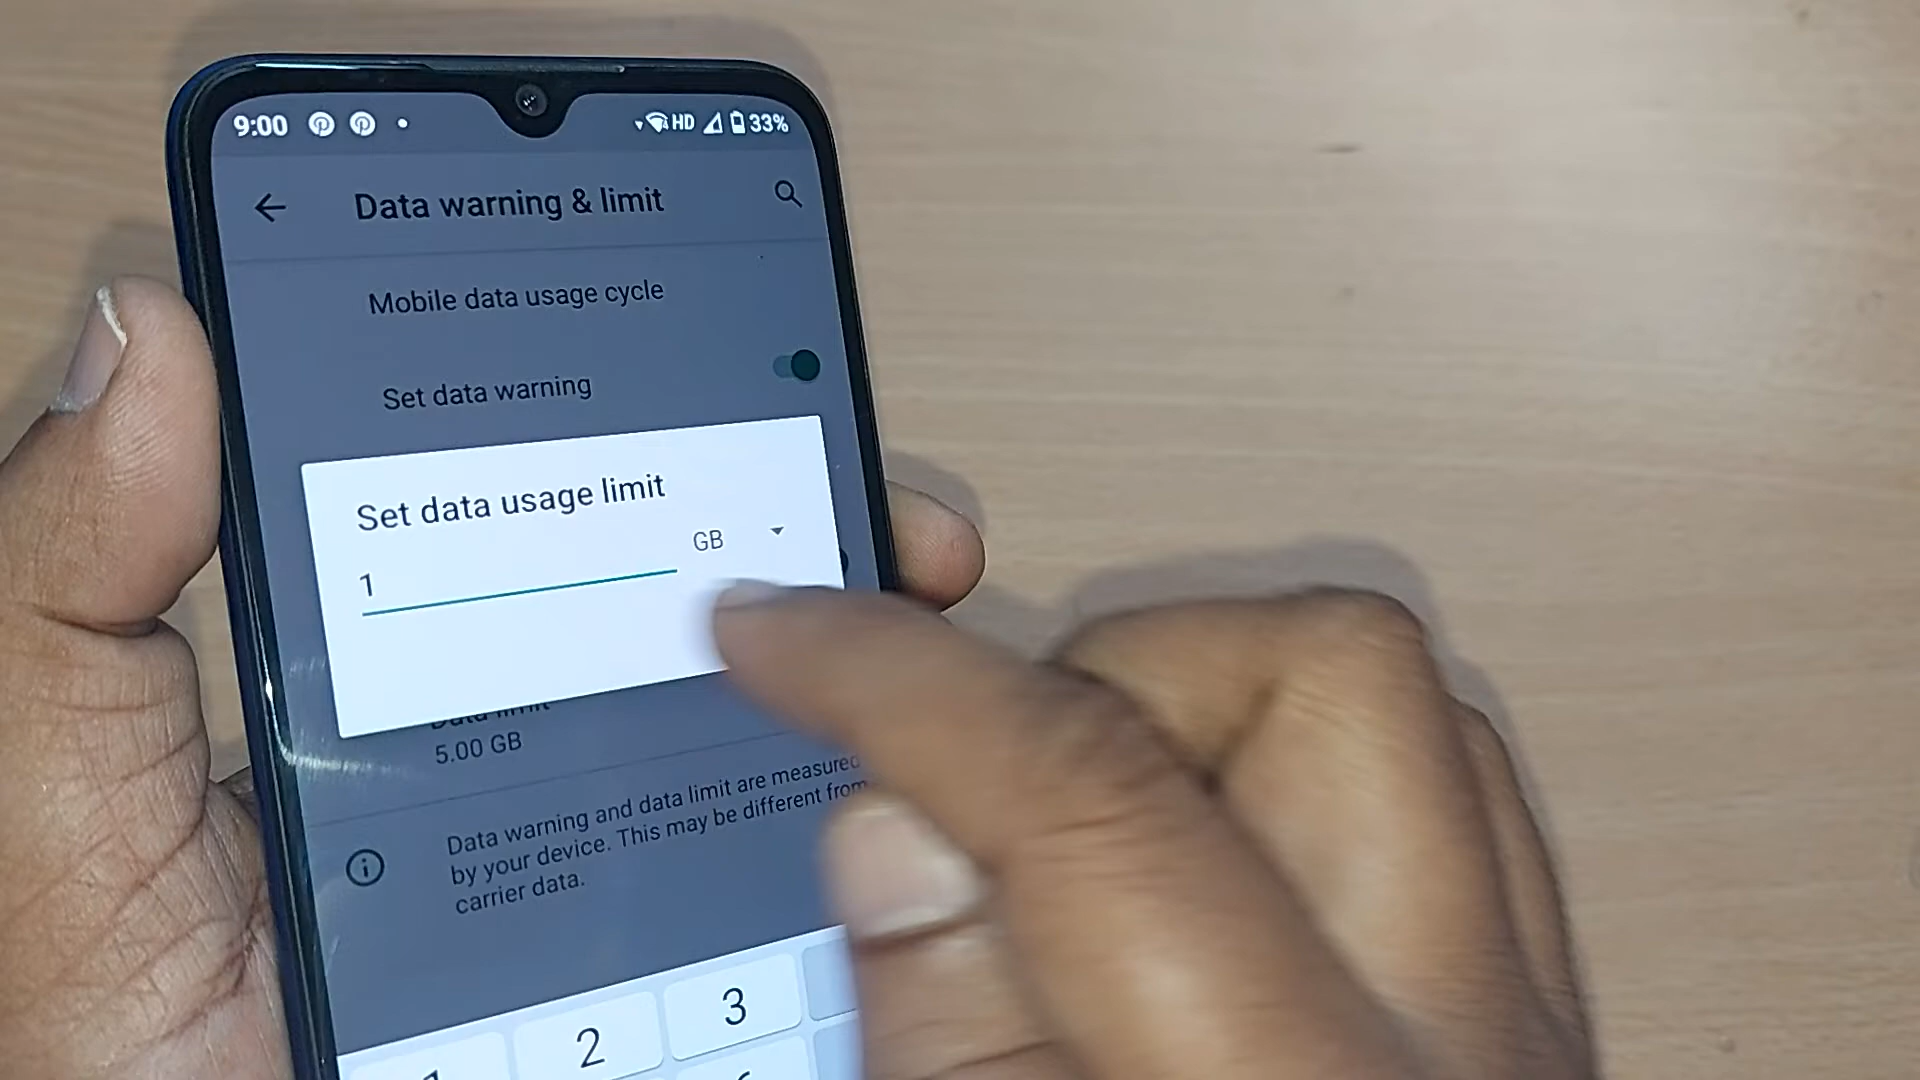 9:00 HD 33%
Data warning & limit
Mobile data usage cycle
Set data warning
Set data usage limit
1 GB
Data limit
5.00 GB
Data warning and data limit are measured
by your device. This may be different from
carrier data.
2 3